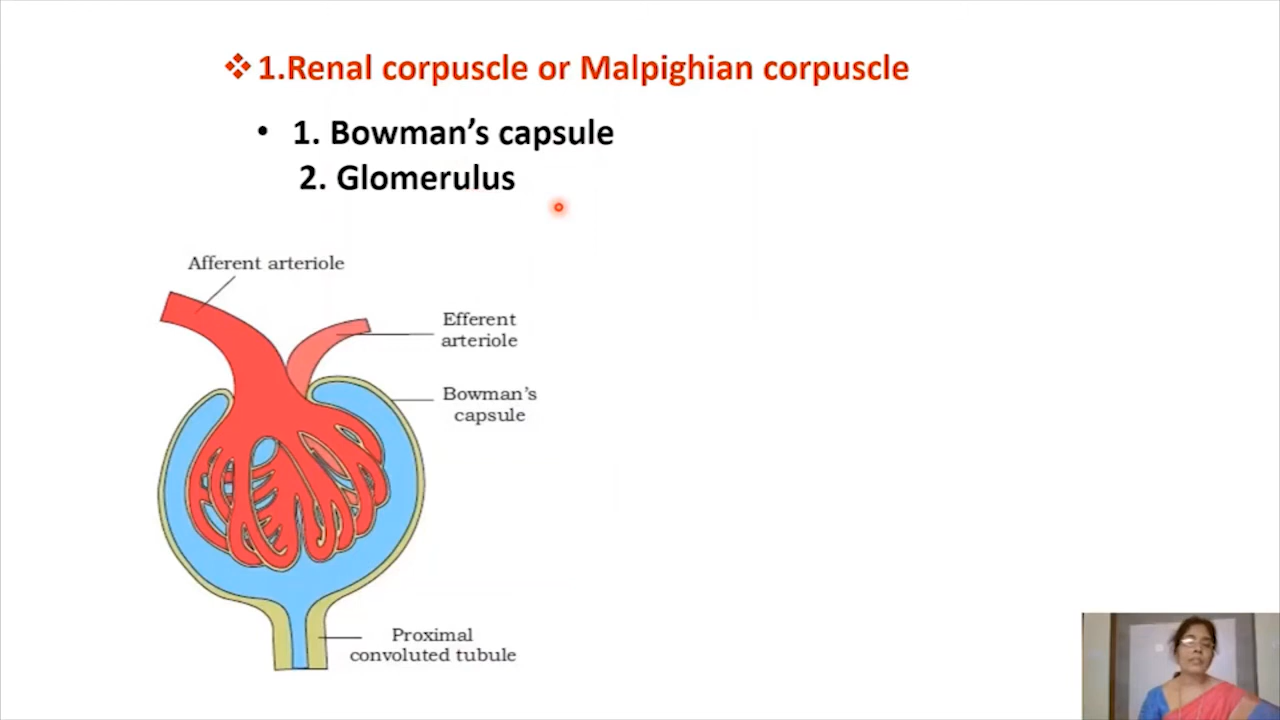 ❖ 1.Renal corpuscle or Malpighian corpuscle
• 1. Bowman’s capsule
2. Glomerulus
Afferent arteriole
Efferent
arteriole
Bowman’s
capsule
Proximal
convoluted tubule